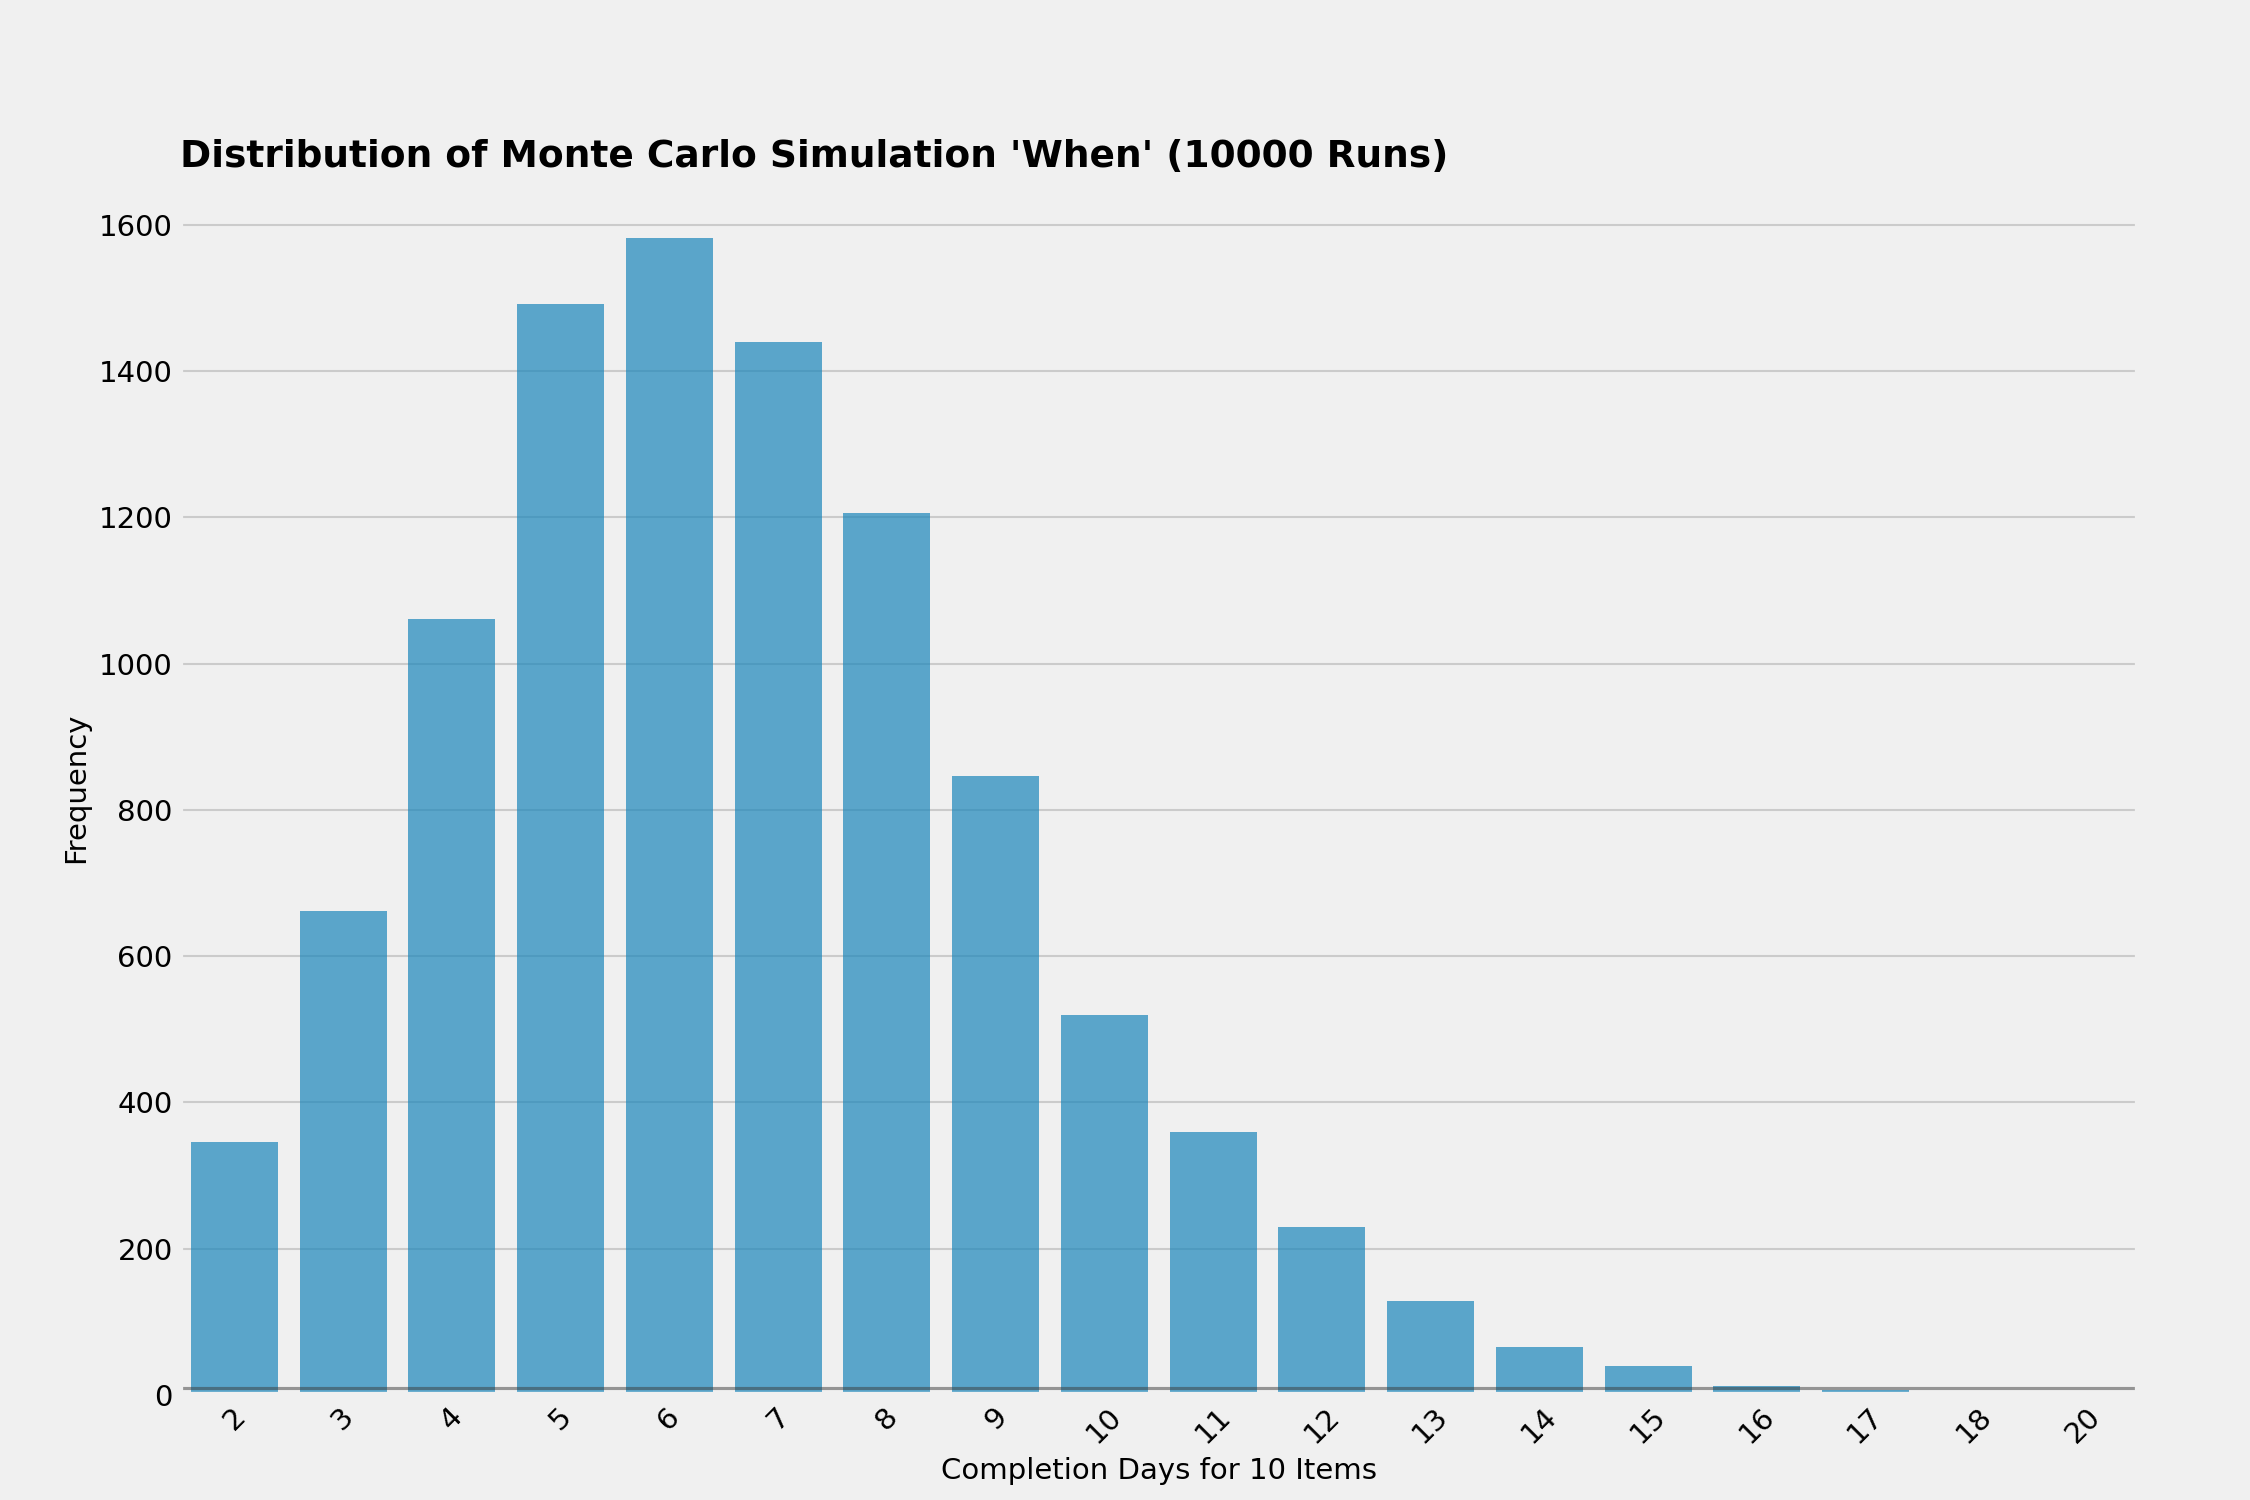 Distribution of Monte Carlo Simulation 'When' (10000 Runs)
1600
1400
1200
1000
800
600
400
200
0
Frequency
2 3 4 5 6 7 8 9 10 11 12 13 14 15 16 17 18 20
Completion Days for 10 Items